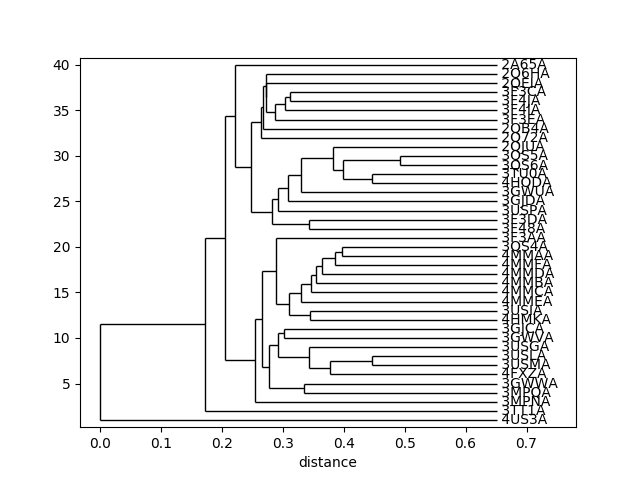 40
35
30
25
20
15
10
5
2A65A
2Q6HA
2QEIA
3F3CA
3F4IA
3F4JA
3F3EA
2QB4A
2Q72A
2QJUA
3QS5A
3QS6A
3TU0A
4HODA
3GWUA
3GJDA
3USPA
3F3DA
3F48A
3F3AA
3QS4A
4MMAA
4MMFA
4MMDA
4MMBA
4MMCA
4MMEA
3USIA
4HMKA
3GJCA
3GWVA
3USGA
3USLA
3USMA
4FXZA
3GWWA
3MPQA
3MPNA
3TT1A
4US3A
0.0 0.1 0.2 0.3 0.4 0.5 0.6 0.7
distance